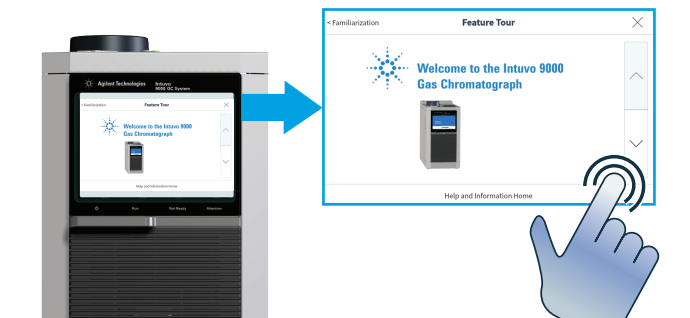 Agilent Technologies
Intuvo
9000 GC System
< Familiarization
Feature Tour
Welcome to the Intuvo 9000
Gas Chromatograph
Help and Information Home
Run
Not Ready
Attention
< Familiarization
Feature Tour
Welcome to the Intuvo 9000
Gas Chromatograph
Help and Information Home